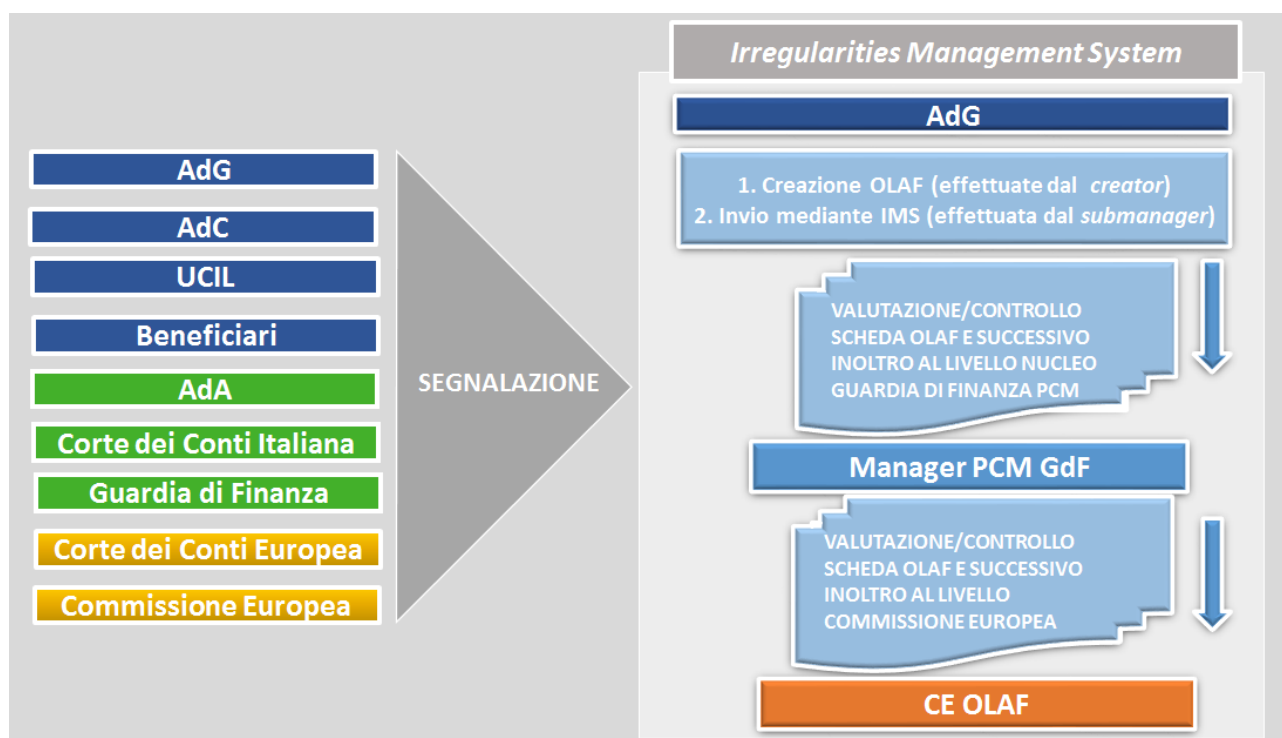 AdG
AdC
UCIL
Beneficiari
AdA
Corte dei Conti Italiana
Guardia di Finanza
Corte dei Conti Europea
Commissione Europea
SEGNALAZIONE
Irregularities Management System
AdG
1. Creazione OLAF (effettuate dal creator)
2. Invio mediante IMS (effettuata dal submanager)
VALUTAZIONE/CONTROLLO
SCHEDA OLAF E SUCCESSIVO
INOLTRO AL LIVELLO NUCLEO
GUARDIA DI FINANZA PCM
Manager PCM GdF
VALUTAZIONE/CONTROLLO
SCHEDA OLAF E SUCCESSIVO
INOLTRO AL LIVELLO
COMMISSIONE EUROPEA
CE OLAF